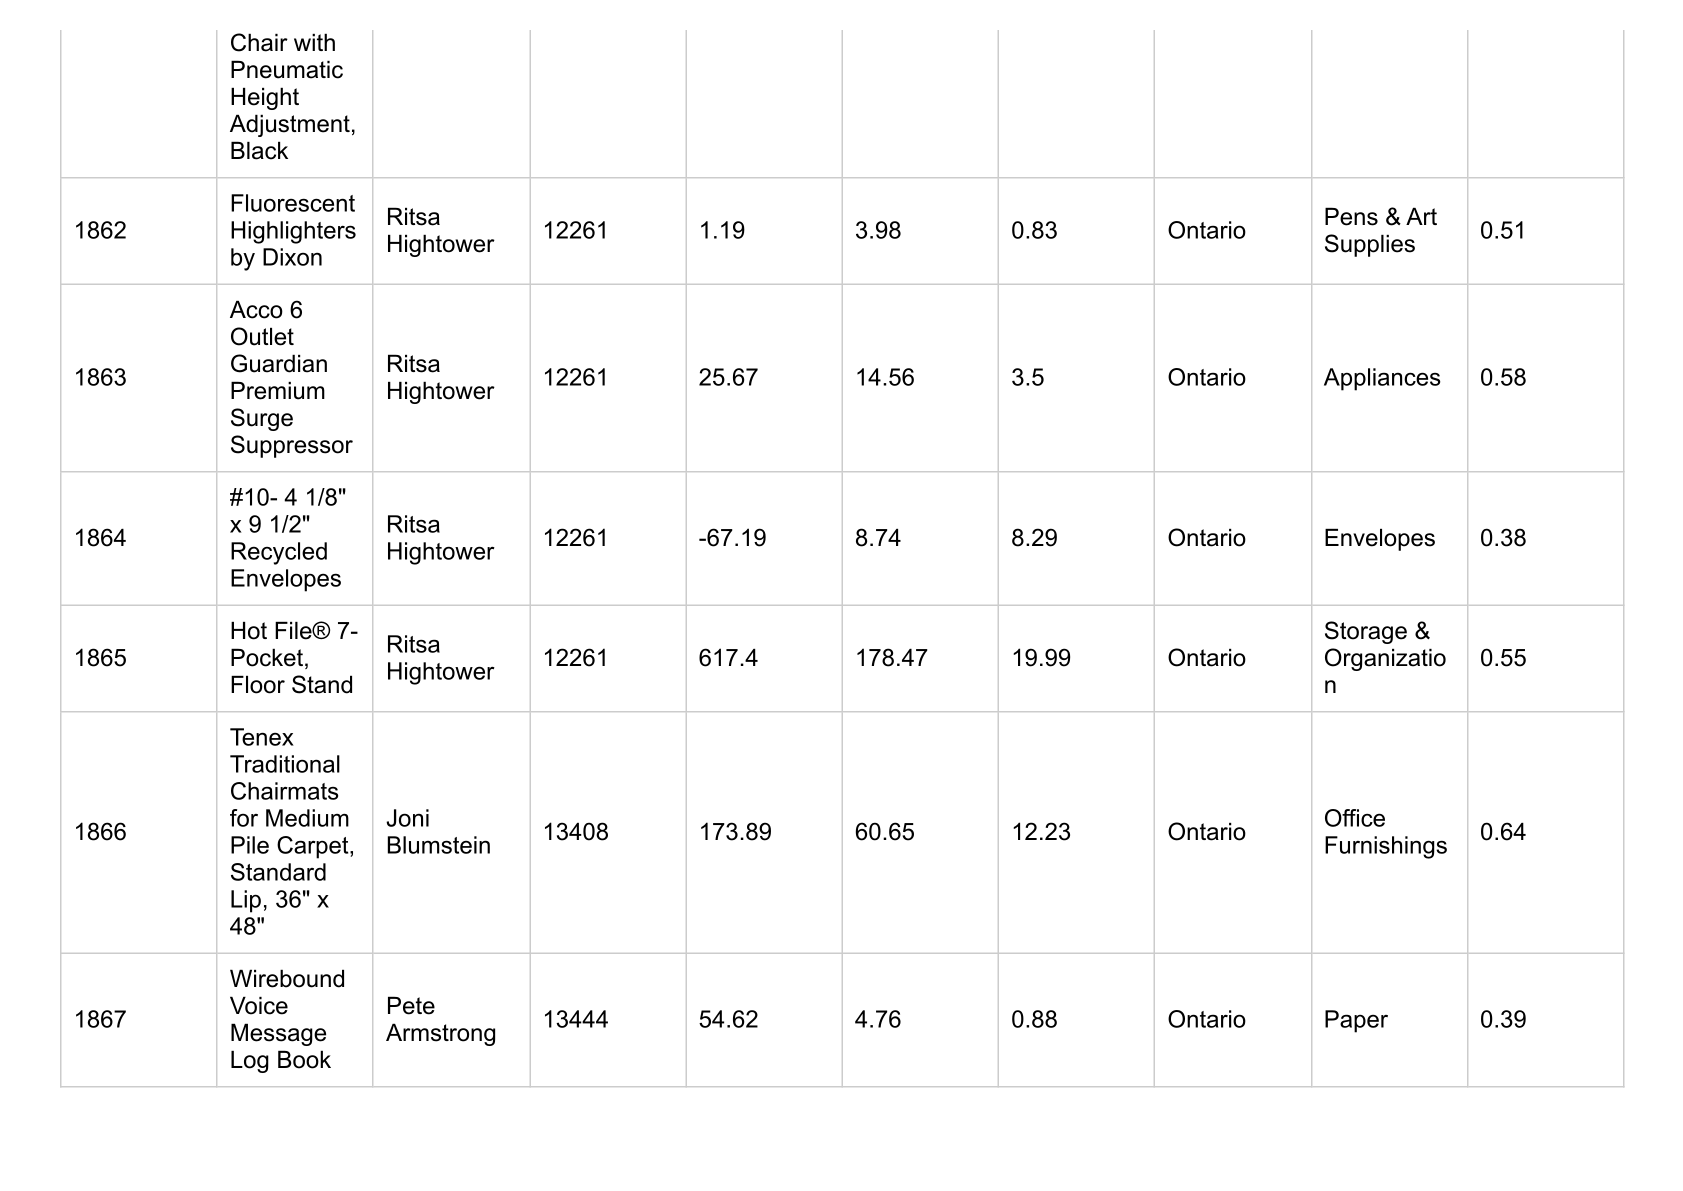 Chair with
Pneumatic
Height
Adjustment,
Black
1862
Fluorescent
Highlighters
by Dixon
Ritsa
Hightower
12261
1.19
3.98
0.83
Ontario
Pens & Art
Supplies
0.51
1863
Acco 6
Outlet
Guardian
Premium
Surge
Suppressor
Ritsa
Hightower
12261
25.67
14.56
3.5
Ontario
Appliances
0.58
1864
#10- 4 1/8"
x 9 1/2"
Recycled
Envelopes
Ritsa
Hightower
12261
-67.19
8.74
8.29
Ontario
Envelopes
0.38
1865
Hot File® 7-
Pocket,
Floor Stand
Ritsa
Hightower
12261
617.4
178.47
19.99
Ontario
Storage &
Organizatio
n
0.55
1866
Tenex
Traditional
Chairmats
for Medium
Pile Carpet,
Standard
Lip, 36" x
48"
Joni
Blumstein
13408
173.89
60.65
12.23
Ontario
Office
Furnishings
0.64
1867
Wirebound
Voice
Message
Log Book
Pete
Armstrong
13444
54.62
4.76
0.88
Ontario
Paper
0.39